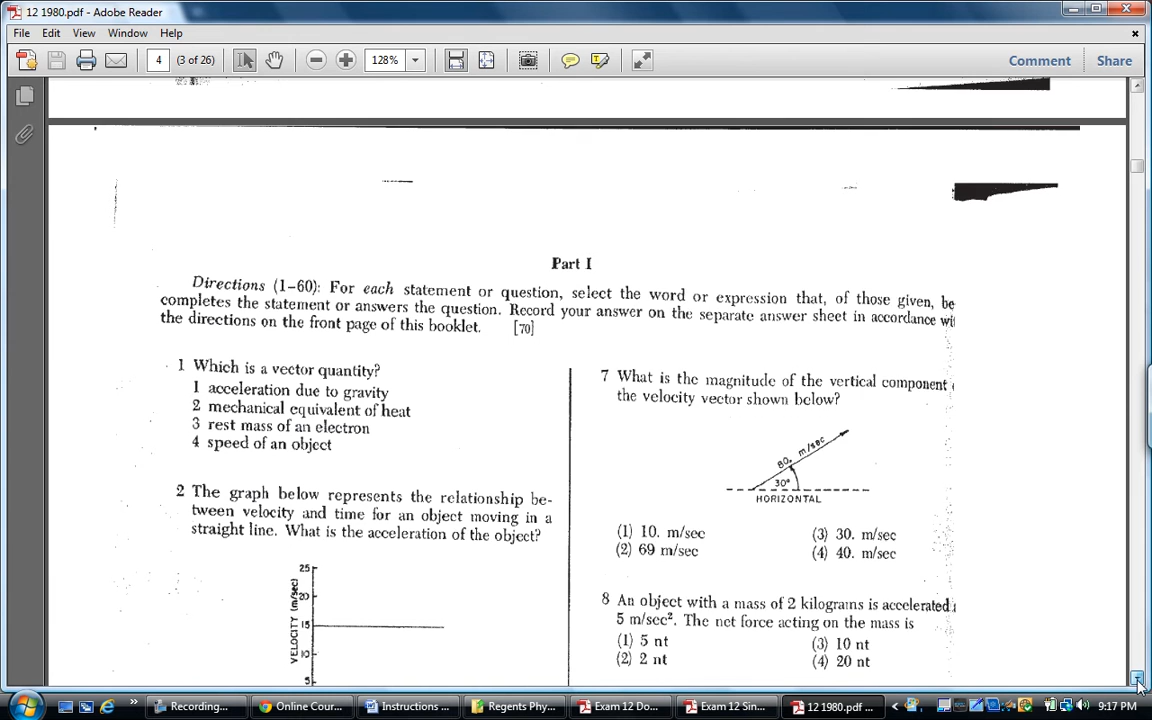 12 1980.pdf - Adobe Reader
File Edit View Window Help
4 (3 of 26) 128% Comment Share
Part I
Directions (1–60): For each statement or question, select the word or expression that, of those given, be
completes the statement or answers the question. Record your answer on the separate answer sheet in accordance wi
the directions on the front page of this booklet. [70]
1 Which is a vector quantity?
1 acceleration due to gravity
2 mechanical equivalent of heat
3 rest mass of an electron
4 speed of an object
2 The graph below represents the relationship be-
tween velocity and time for an object moving in a
straight line. What is the acceleration of the object?
25
20
15
10
5
VELOCITY (m/sec)
7 What is the magnitude of the vertical component
the velocity vector shown below?
80. m/sec
30°
HORIZONTAL
(1) 10. m/sec (3) 30. m/sec
(2) 69 m/sec (4) 40. m/sec
8 An object with a mass of 2 kilograms is accelerated
5 m/sec². The net force acting on the mass is
(1) 5 nt (3) 10 nt
(2) 2 nt (4) 20 nt
» Recording... Online Cour... Instructions ... Regents Phy... Exam 12 Do... Exam 12 Sin... 12 1980.pdf ... 9:17 PM